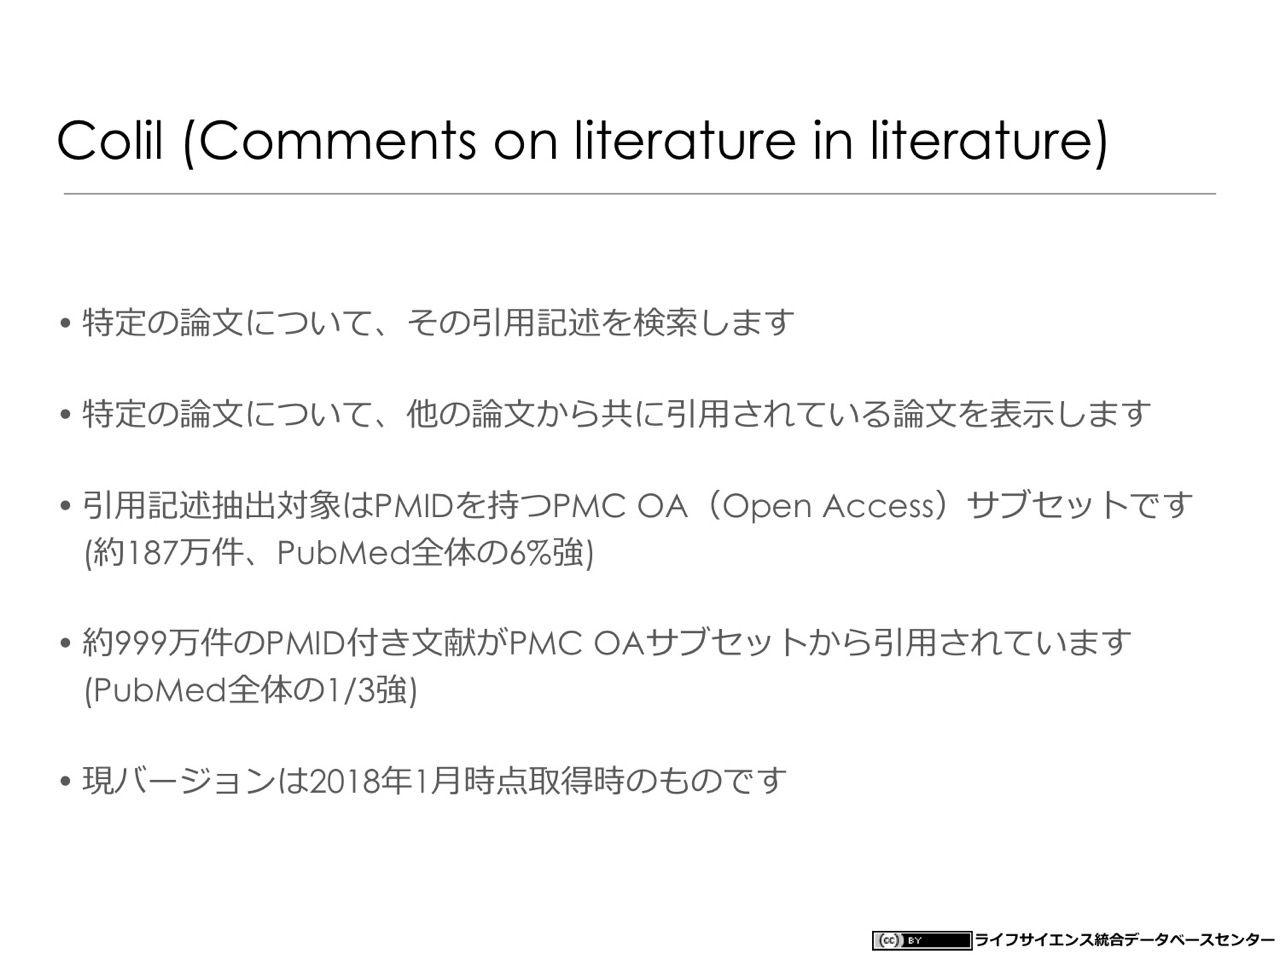 Colil (Comments on literature in literature)
• 特定の論文について、その引用記述を検索します
• 特定の論文について、他の論文から共に引用されている論文を表示します
• 引用記述抽出対象はPMIDを持つPMC OA（Open Access）サブセットです
(約187万件、PubMed全体の6%強)
• 約999万件のPMID付き文献がPMC OAサブセットから引用されています
(PubMed全体の1/3強)
• 現バージョンは2018年1月時点取得時のものです
(cc) BY ライフサイエンス統合データベースセンター